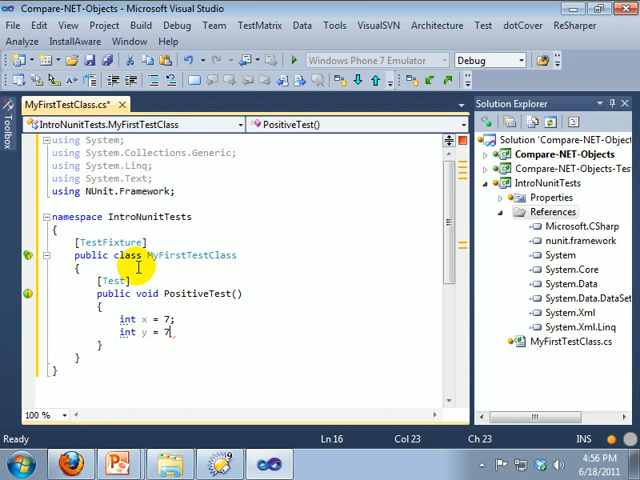 Compare-NET-Objects - Microsoft Visual Studio
File Edit View Project Build Debug Team TestMatrix Data Tools VisualSVN Architecture Test dotCover ReSharper
Analyze InstallAware Window Help
Windows Phone 7 Emulator Debug
MyFirstTestClass.cs*
IntroNunitTests.MyFirstTestClass PositiveTest()
using System;
using System.Collections.Generic;
using System.Linq;
using System.Text;
using NUnit.Framework;
namespace IntroNunitTests
{
[TestFixture]
public class MyFirstTestClass
{
[Test]
public void PositiveTest()
{
int x = 7;
int y = 7
}
}
}
100 %
Toolbox
Solution Explorer
Solution 'Compare-NET-Object
Compare-NET-Objects
Compare-NET-Objects-Tes
IntroNunitTests
Properties
References
Microsoft.CSharp
nunit.framework
System
System.Core
System.Data
System.Data.DataSet
System.Xml
System.Xml.Linq
MyFirstTestClass.cs
Ready Ln 16 Col 23 Ch 23 INS
4:56 PM
6/18/2011